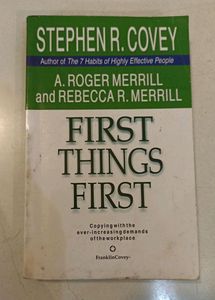 STEPHEN R. COVEY
Author of The 7 Habits of Highly Effective People
A. ROGER MERRILL
and REBECCA R. MERRILL
FIRST
THINGS
FIRST
Copying with the
ever-increasing demands
of the workplace
FranklinCovey